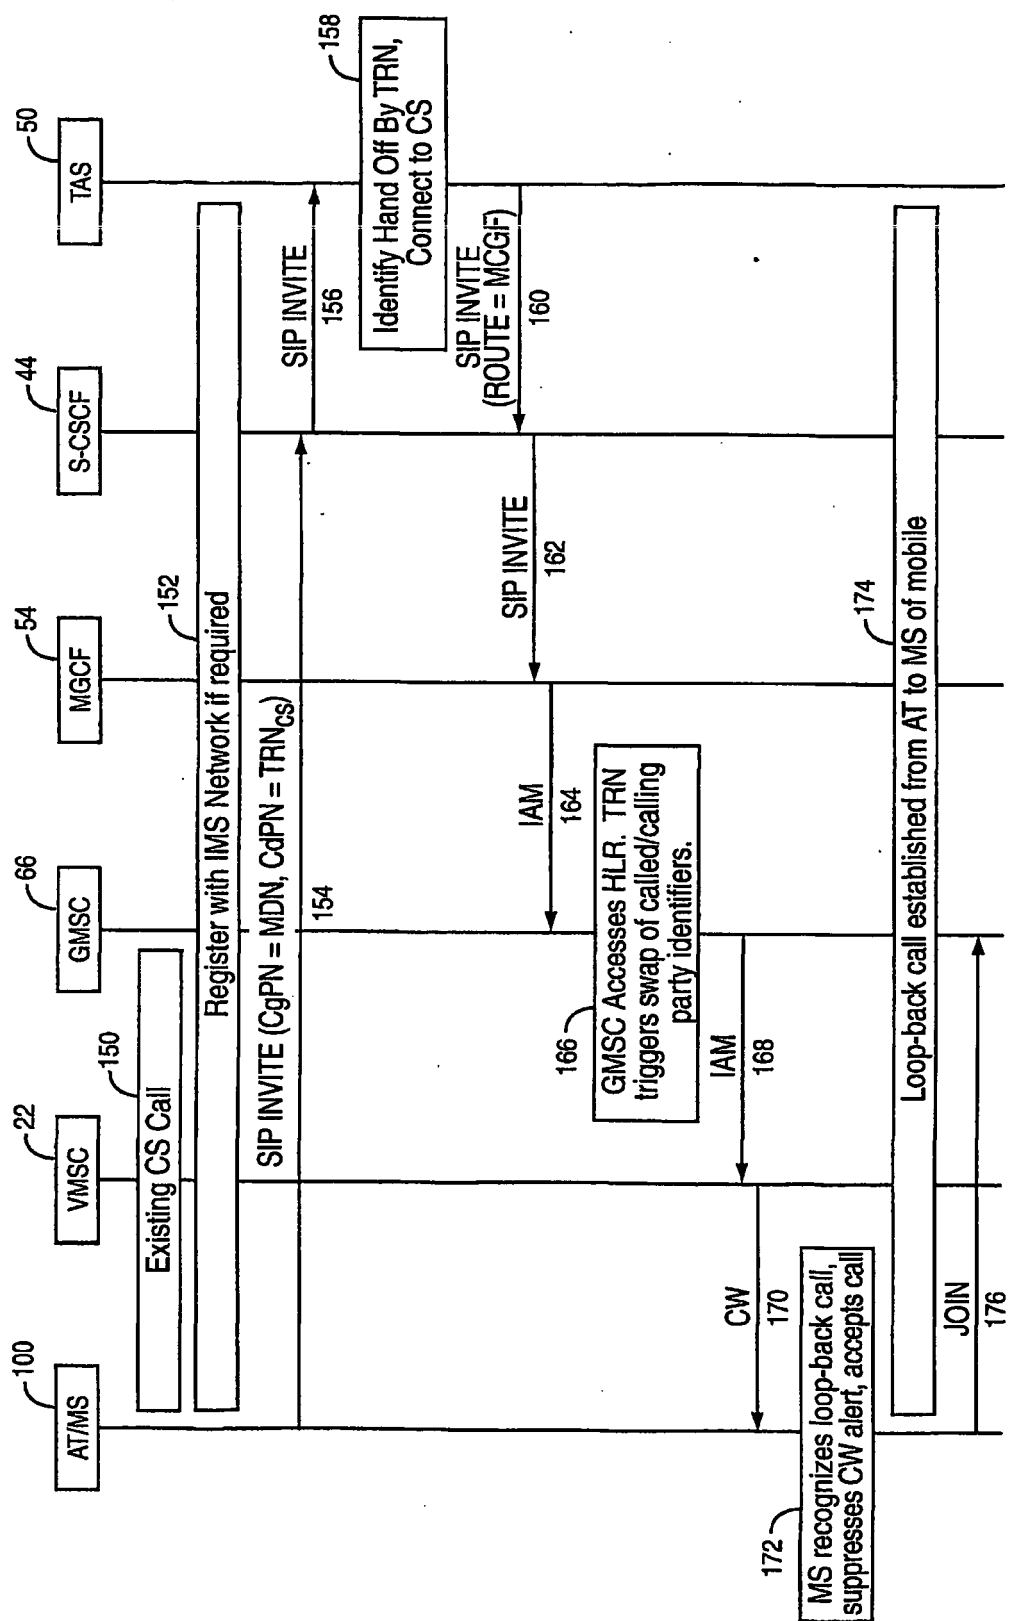 100
AT/MS
22
VMSC
66
GMSC
54
MGCF
44
S-CSCF
50
TAS
150
Existing CS Call
152
Register with IMS Network if required
SIP INVITE (CgPN = MDN, CdPN = TRNCS)
154
SIP INVITE
156
158
Identify Hand Off By TRN,
Connect to CS
SIP INVITE
(ROUTE = MCGF)
160
SIP INVITE
162
IAM
164
166
GMSC Accesses HLR. TRN
triggers swap of called/calling
party identifiers.
IAM
168
CW
170
172
MS recognizes loop-back call,
suppresses CW alert, accepts call
174
Loop-back call established from AT to MS of mobile
JOIN
176